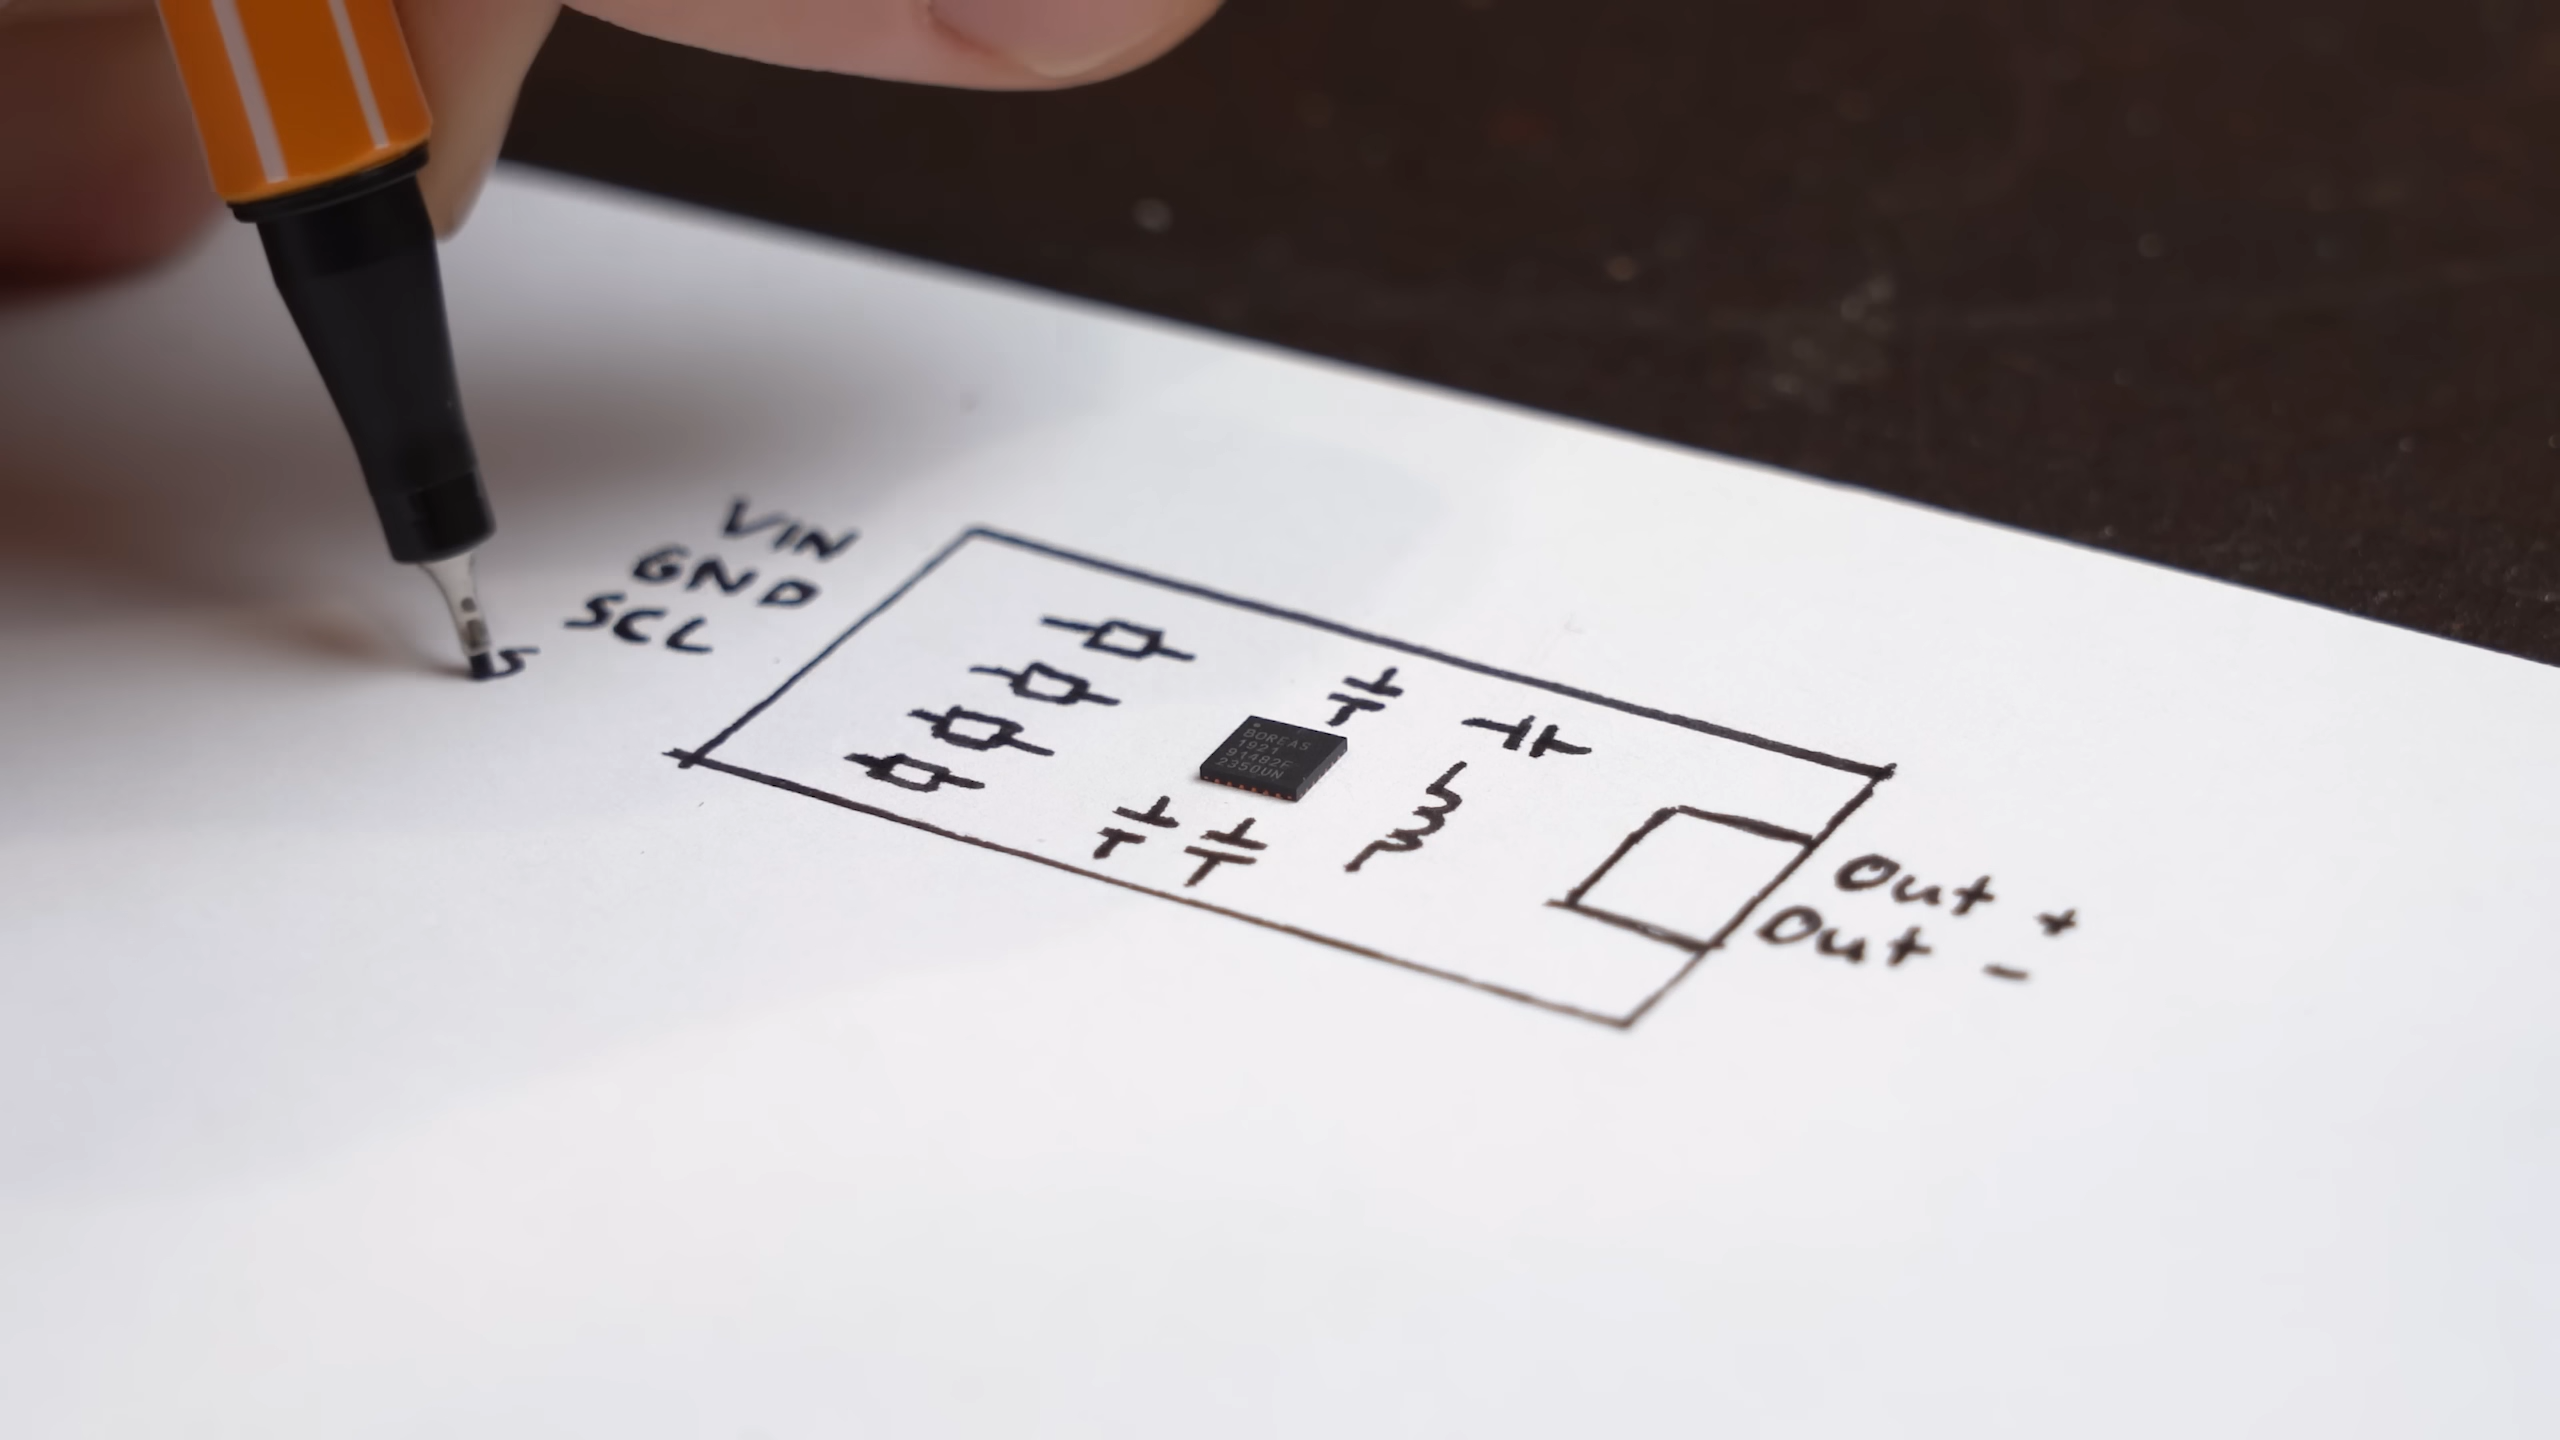 VIN
GND
SCL
S
BOREAS
1921
91482F
2350UN
Out +
Out -